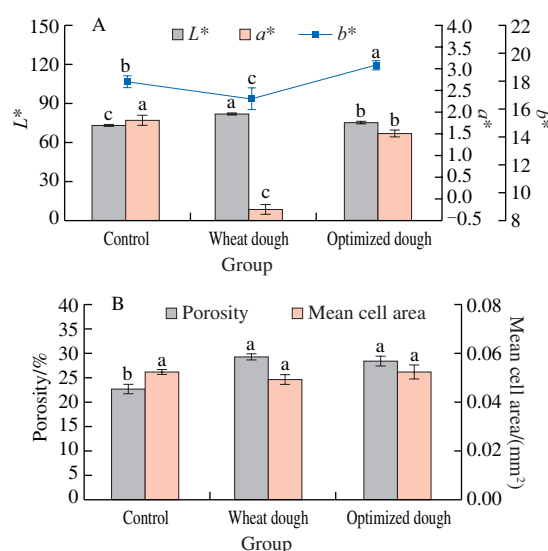 A
L*
a*
b*
150
120
90
60
30
0
L*
b
c
a
c
a
c
a
b
b
4.0
3.5
3.0
2.5
2.0
1.5
1.0
0.5
0.0
−0.5
a*
22
20
18
16
14
12
10
8
b*
Control
Wheat dough
Optimized dough
Group
B
Porosity
Mean cell area
40
35
30
25
20
15
10
5
0
Porosity/%
b
a
a
a
a
a
0.08
0.06
0.04
0.02
0.00
Mean cell area/(mm²)
Control
Wheat dough
Optimized dough
Group